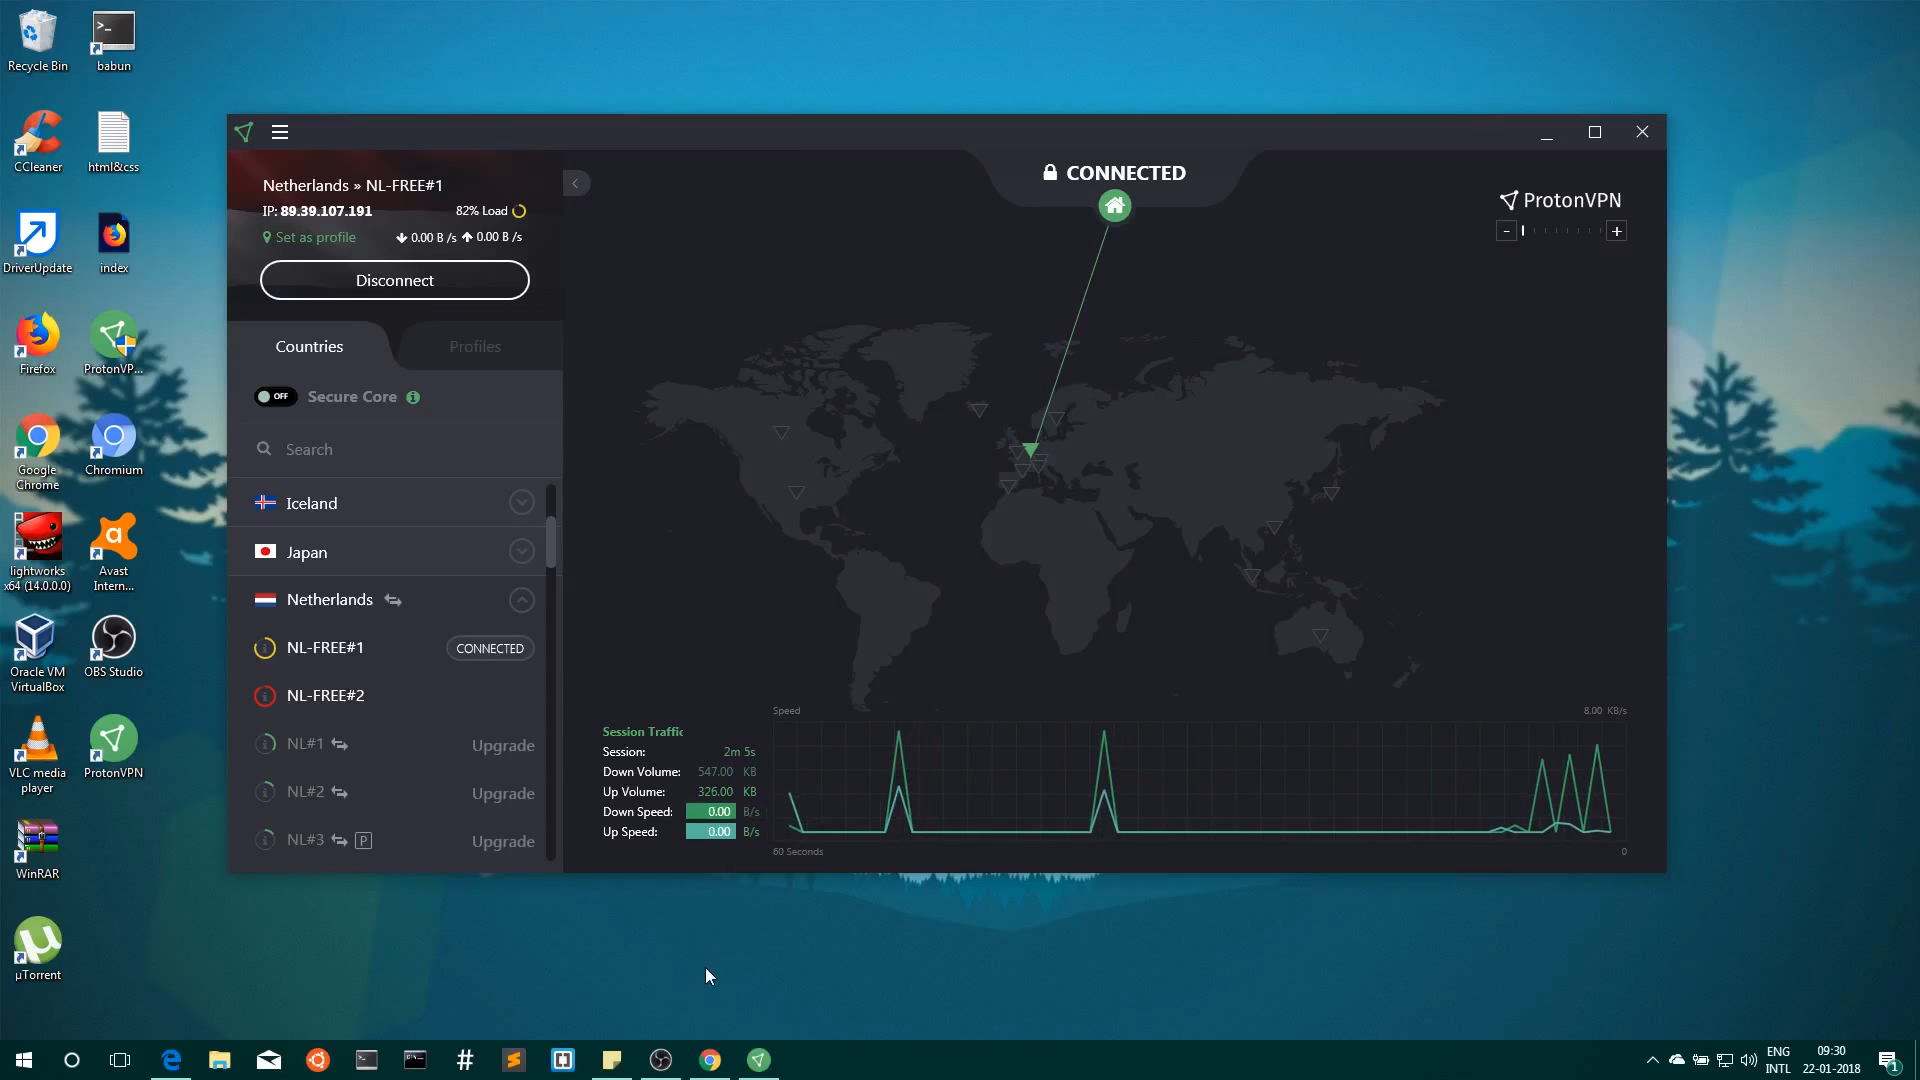 Recycle Bin
babun
CCleaner
html&css
DriverUpdate
index
Firefox
ProtonVP...
Google
Chrome
Chromium
lightworks
x64 (14.0.0.0)
Avast
Intern...
Oracle VM
VirtualBox
OBS Studio
VLC media
player
ProtonVPN
WinRAR
µTorrent
Netherlands » NL-FREE#1
IP: 89.39.107.191
82% Load
Set as profile
0.00 B /s
0.00 B /s
Disconnect
Countries
Profiles
OFF
Secure Core
Search
Iceland
Japan
Netherlands
NL-FREE#1
CONNECTED
NL-FREE#2
NL#1
Upgrade
NL#2
Upgrade
NL#3
P
Upgrade
CONNECTED
ProtonVPN
Session Traffic
Session: 2m 5s
Down Volume: 547.00 KB
Up Volume: 326.00 KB
Down Speed: 0.00 B/s
Up Speed: 0.00 B/s
Speed
8.00 KB/s
60 Seconds
0
ENG
INTL
09:30
22-01-2018
1